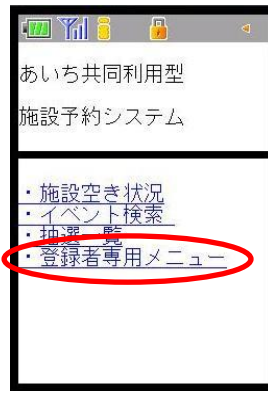 あいち共同利用型
施設予約システム
・施設空き状況
・イベント検索
・抽選一覧
・登録者専用メニュー